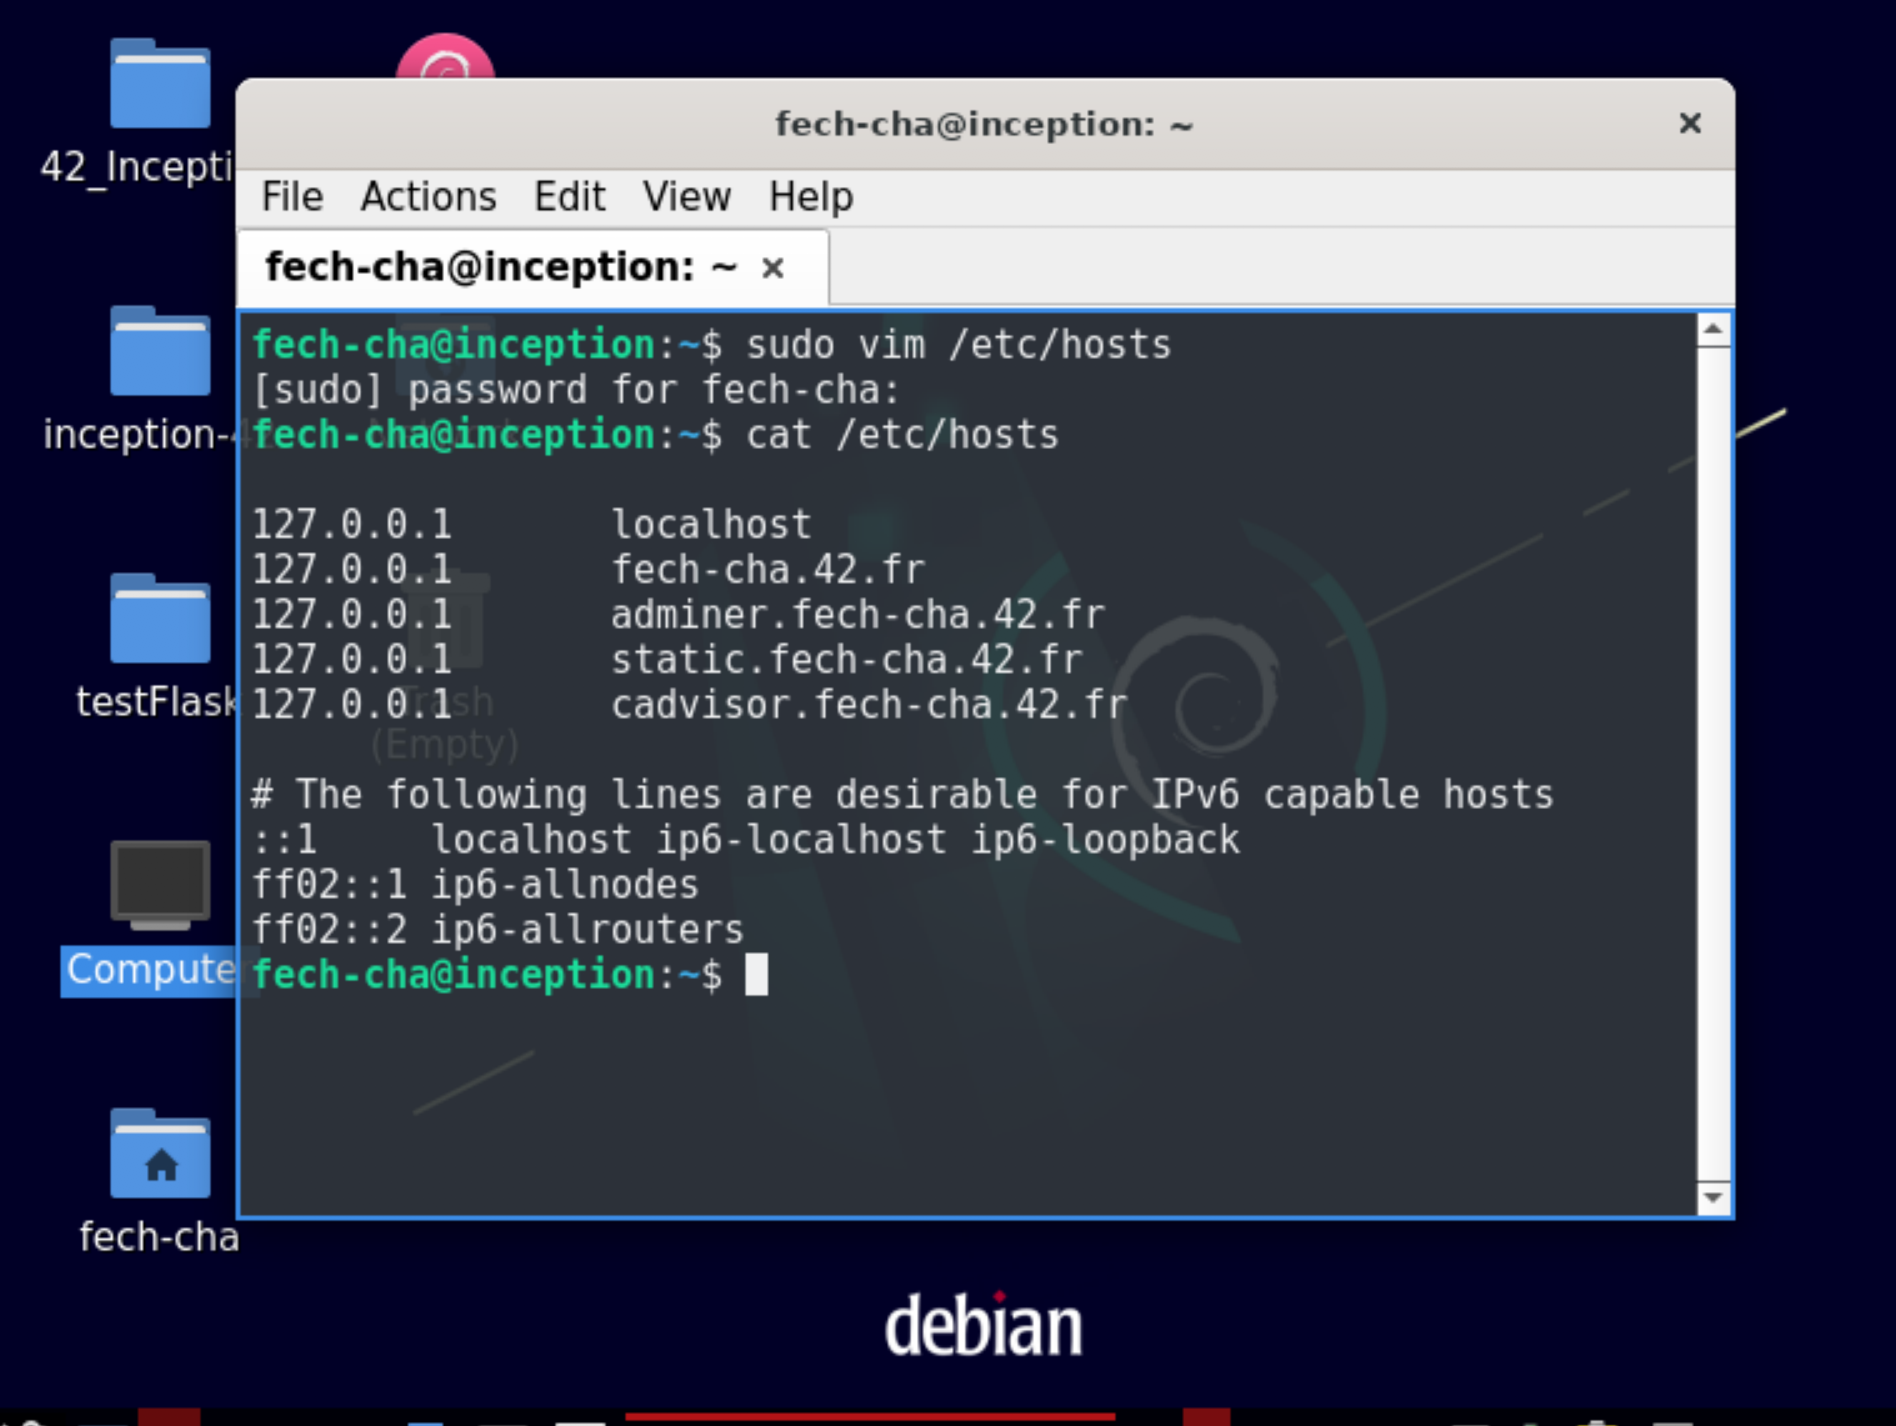 42_Incepti
inception-4
testFlask
Compute
fech-cha
fech-cha@inception: ~
File Actions Edit View Help
fech-cha@inception: ~
fech-cha@inception:~$ sudo vim /etc/hosts
[sudo] password for fech-cha:
fech-cha@inception:~$ cat /etc/hosts
127.0.0.1 localhost
127.0.0.1 fech-cha.42.fr
127.0.0.1 adminer.fech-cha.42.fr
127.0.0.1 static.fech-cha.42.fr
127.0.0.1 cadvisor.fech-cha.42.fr
# The following lines are desirable for IPv6 capable hosts
::1 localhost ip6-localhost ip6-loopback
ff02::1 ip6-allnodes
ff02::2 ip6-allrouters
fech-cha@inception:~$
Trash
(Empty)
debian